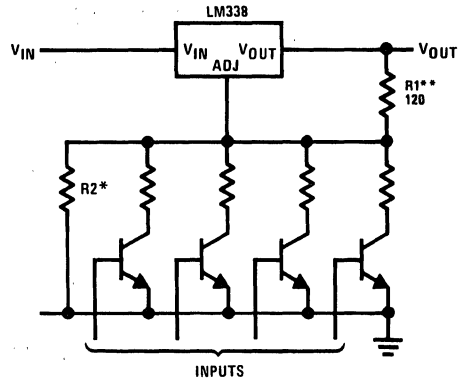 LM338
VIN
VIN
VOUT
VOUT
ADJ
R1**
120
R2*
INPUTS